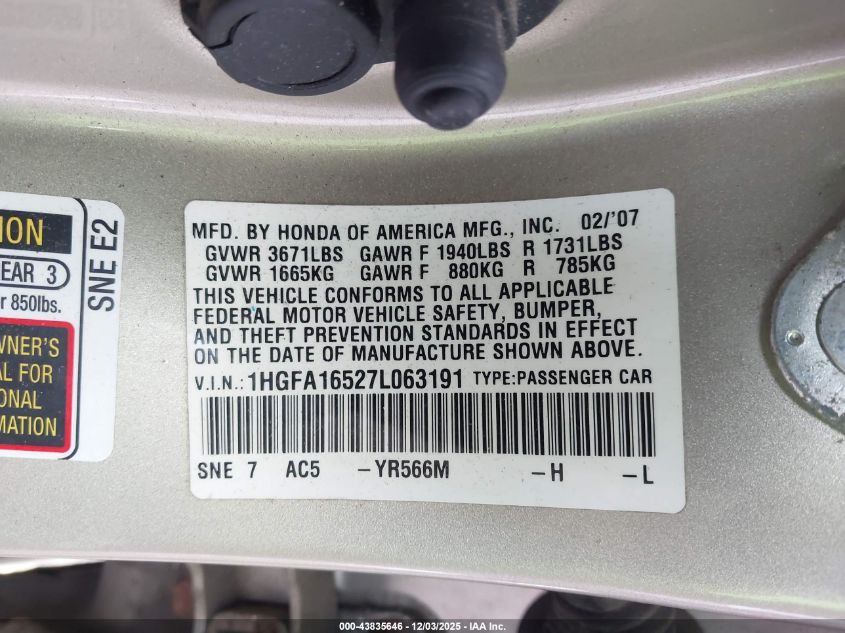 ION
EAR 3
r 850lbs.
WNER'S
AL FOR
ONAL
MATION
SNE E2
MFD. BY HONDA OF AMERICA MFG., INC. 02/'07
GVWR 3671LBS GAWR F 1940LBS R 1731LBS
GVWR 1665KG GAWR F 880KG R 785KG
THIS VEHICLE CONFORMS TO ALL APPLICABLE
FEDERAL MOTOR VEHICLE SAFETY, BUMPER,
AND THEFT PREVENTION STANDARDS IN EFFECT
ON THE DATE OF MANUFACTURE SHOWN ABOVE.
V.I.N.: 1HGFA16527L063191 TYPE:PASSENGER CAR
SNE 7 AC5 -YR566M -H -L
000-43835646 - 12/03/2025 - IAA Inc.